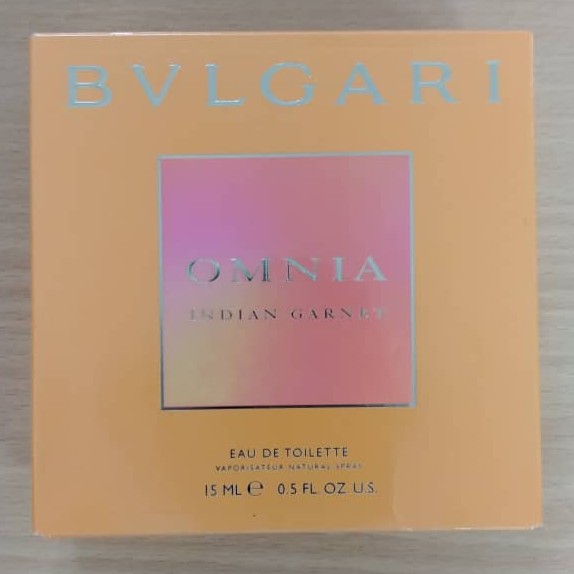 BVLGARI
OMNIA
INDIAN GARNET
EAU DE TOILETTE
VAPORISATEUR NATURAL SPRAY
15 ML ℮ 0.5 FL. OZ. U.S.